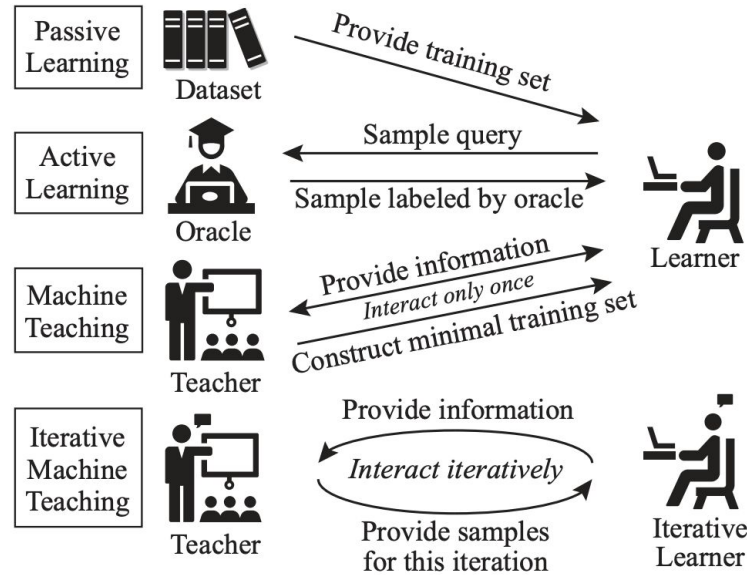 Passive
Learning
Dataset
Provide training set
Active
Learning
Oracle
Sample query
Sample labeled by oracle
Learner
Machine
Teaching
Teacher
Provide information
Interact only once
Construct minimal training set
Iterative
Machine
Teaching
Teacher
Provide information
Interact iteratively
Provide samples
for this iteration
Iterative
Learner